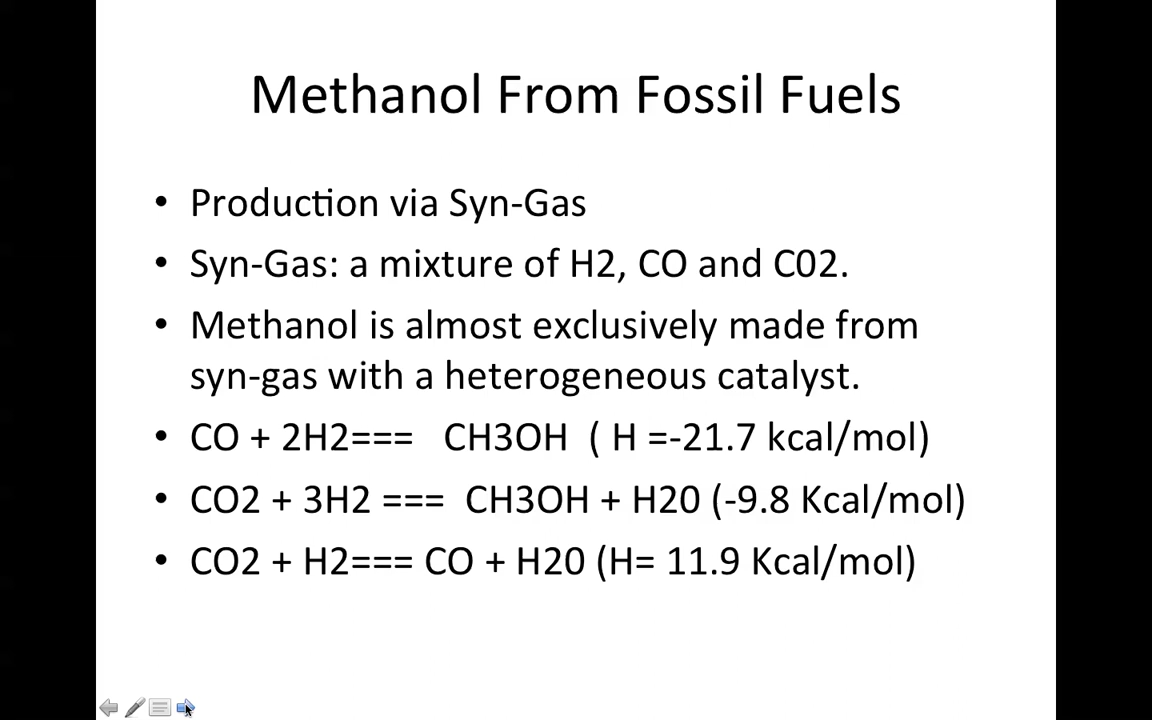 Methanol From Fossil Fuels
• Production via Syn-Gas
• Syn-Gas: a mixture of H2, CO and C02.
• Methanol is almost exclusively made from
syn-gas with a heterogeneous catalyst.
• CO + 2H2=== CH3OH ( H =-21.7 kcal/mol)
• CO2 + 3H2 === CH3OH + H20 (-9.8 Kcal/mol)
• CO2 + H2=== CO + H20 (H= 11.9 Kcal/mol)